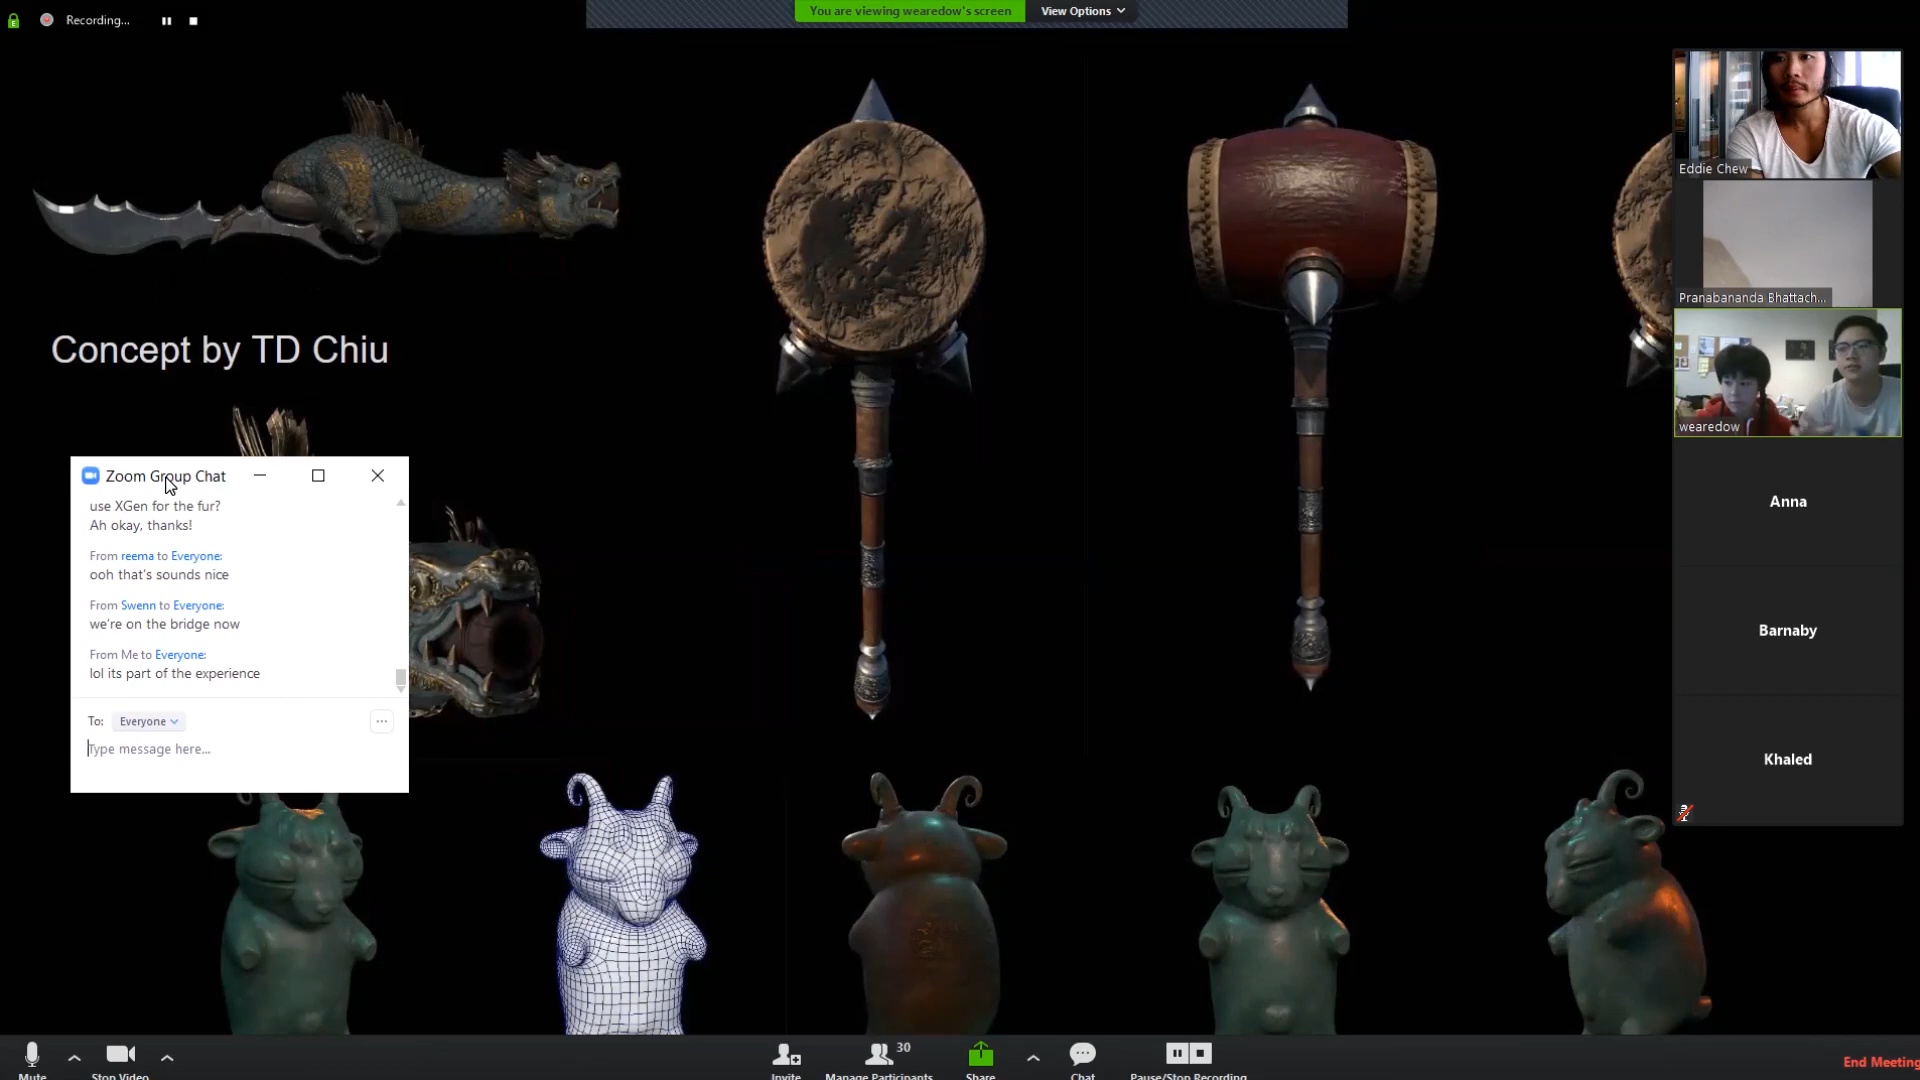 Recording...
You are viewing wearedow's screen
View Options
Eddie Chew
Pranabananda Bhattach...
wearedow
Anna
Barnaby
Khaled
Concept by TD Chiu
Zoom Group Chat
use XGen for the fur?
Ah okay, thanks!
From reema to Everyone:
ooh that's sounds nice
From Swenn to Everyone:
we're on the bridge now
From Me to Everyone:
lol its part of the experience
To: Everyone
...
Type message here...
Mute
Stop Video
Invite
30
Manage Participants
Share
Chat
Pause/Stop Recording
End Meeting